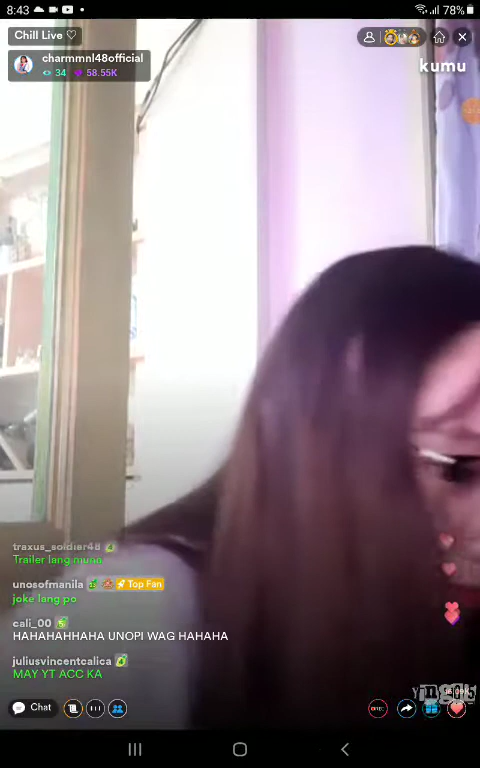 8:43
78%
Chill Live ♡
charmmnl48official
34 58.55K
kumu
traxus_soldier48
Trailer lang muna
unosofmanila Top Fan
joke lang po
cali_00
HAHAHAHHAHA UNOPI WAG HAHAHA
juliusvincentcalica
MAY YT ACC KA
Chat